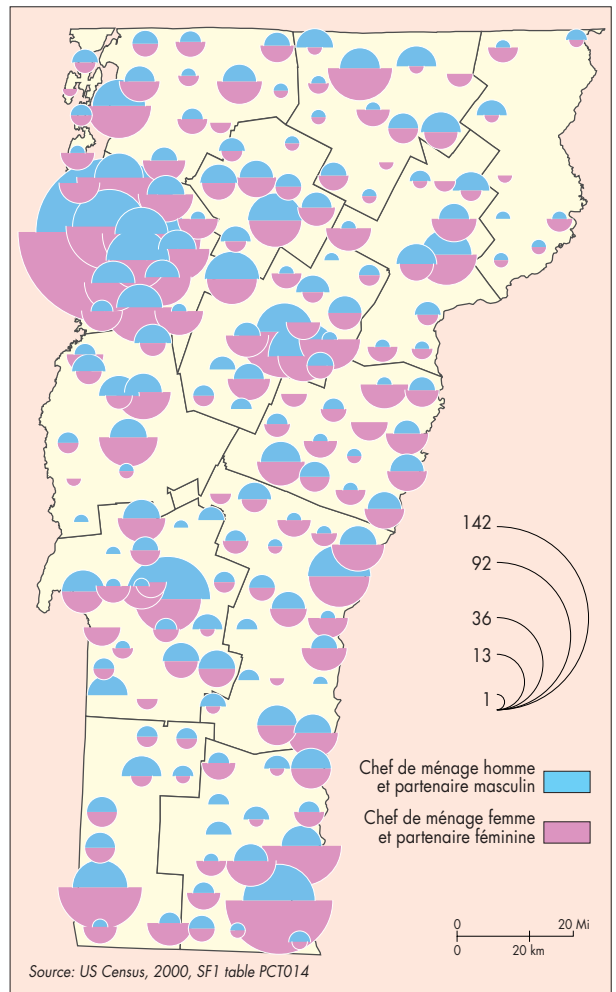 142
92
36
13
1
Chef de ménage homme
et partenaire masculin
Chef de ménage femme
et partenaire féminine
0 20 Mi
0 20 km
Source: US Census, 2000, SF1 table PCT014